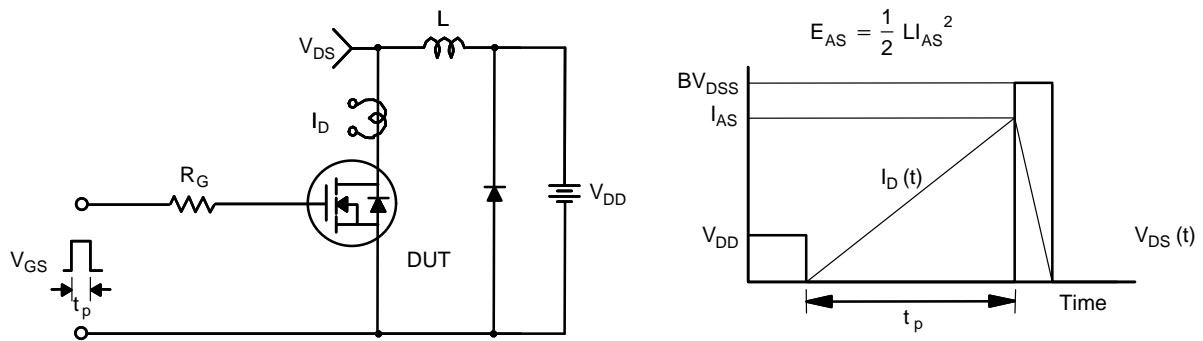 L
V_DS
I_D
R_G
V_DD
V_GS
DUT
t_p
E_AS = 1/2 LI_AS^2
BV_DSS
I_AS
I_D (t)
V_DD
V_DS (t)
t_p
Time